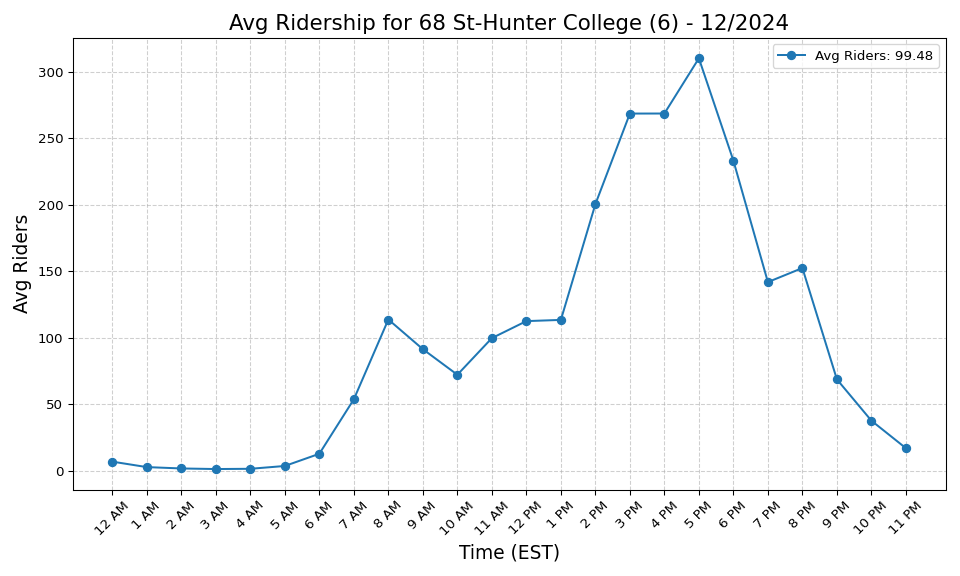 Avg Ridership for 68 St-Hunter College (6) - 12/2024
Avg Riders: 99.48
Avg Riders
300
250
200
150
100
50
0
12 AM
1 AM
2 AM
3 AM
4 AM
5 AM
6 AM
7 AM
8 AM
9 AM
10 AM
11 AM
12 PM
1 PM
2 PM
3 PM
4 PM
5 PM
6 PM
7 PM
8 PM
9 PM
10 PM
11 PM
Time (EST)